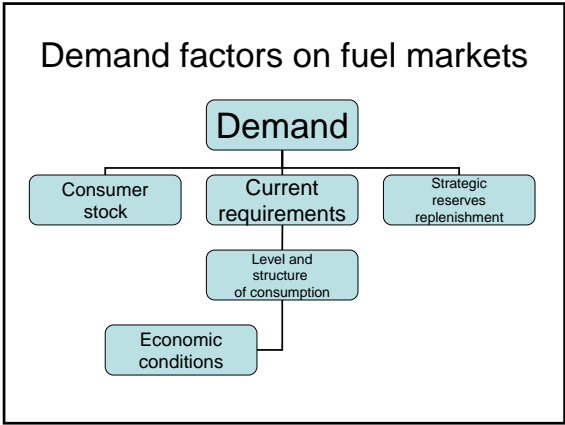 Demand factors on fuel markets
Demand
Consumer
stock
Current
requirements
Strategic
reserves
replenishment
Level and
structure
of consumption
Economic
conditions